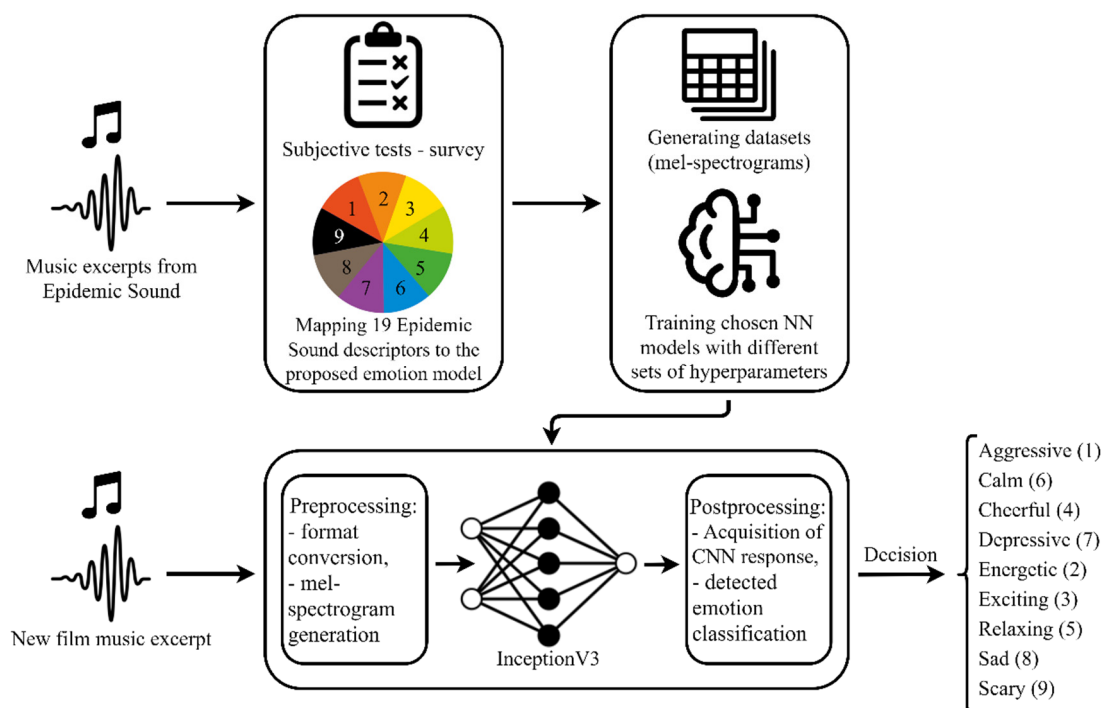 Subjective tests - survey
1
2
3
4
5
6
7
8
9
Music excerpts from
Epidemic Sound
Mapping 19 Epidemic
Sound descriptors to the
proposed emotion model
Generating datasets
(mel-spectrograms)
Training chosen NN
models with different
sets of hyperparameters
New film music excerpt
Preprocessing:
- format
conversion,
- mel-
spectrogram
generation
InceptionV3
Postprocessing:
- Acquisition of
CNN response,
- detected
emotion
classification
Decision
Aggressive (1)
Calm (6)
Cheerful (4)
Depressive (7)
Energetic (2)
Exciting (3)
Relaxing (5)
Sad (8)
Scary (9)